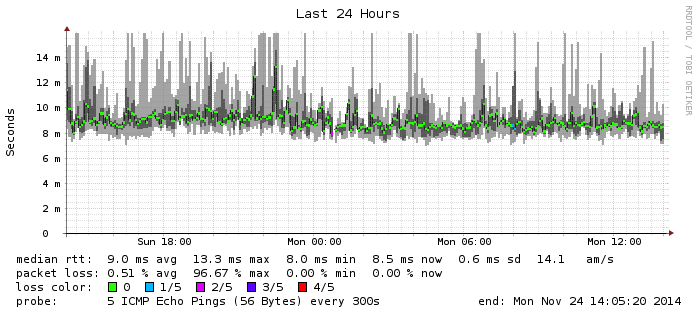 Last 24 Hours
RRDTOOL / TOBI OETIKER
Seconds
14 m
12 m
10 m
8 m
6 m
4 m
2 m
0
Sun 18:00 Mon 00:00 Mon 06:00 Mon 12:00
median rtt: 9.0 ms avg 13.3 ms max 8.0 ms min 8.5 ms now 0.6 ms sd 14.1 am/s
packet loss: 0.51 % avg 96.67 % max 0.00 % min 0.00 % now
loss color: 0 1/5 2/5 3/5 4/5
probe: 5 ICMP Echo Pings (56 Bytes) every 300s end: Mon Nov 24 14:05:20 2014